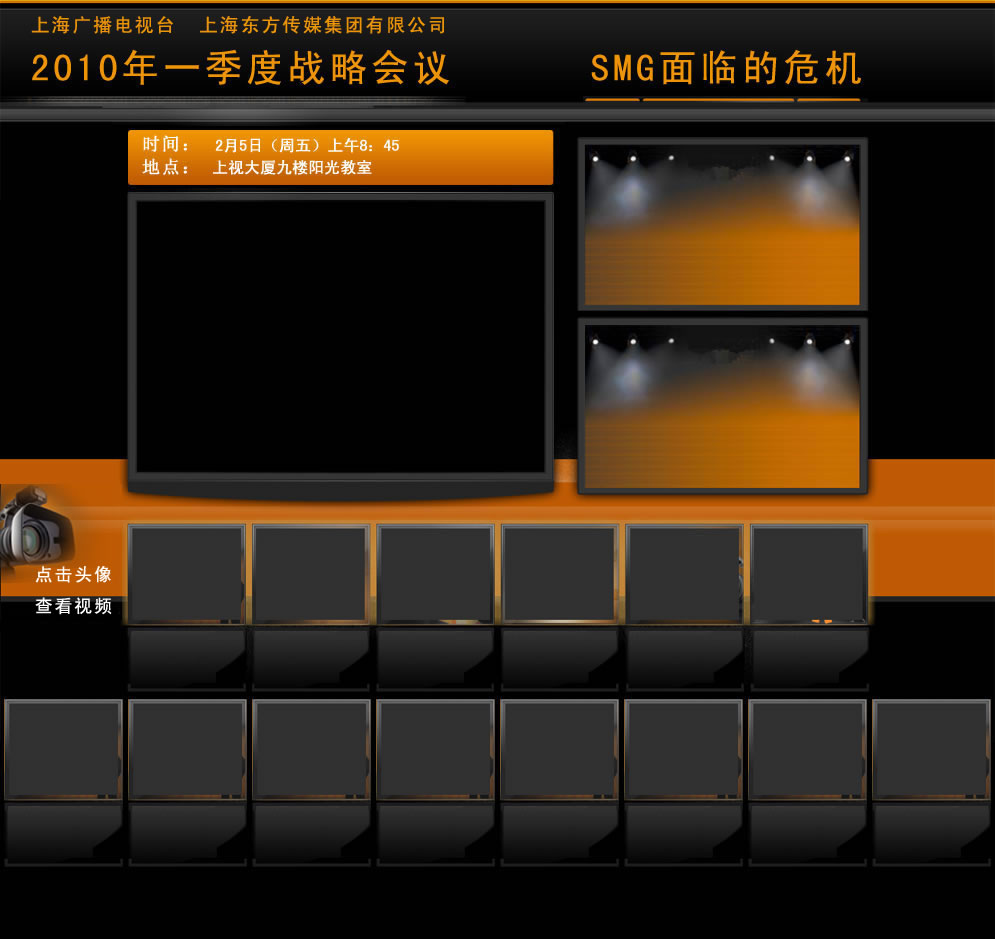 上海广播电视台 上海东方传媒集团有限公司
2010年一季度战略会议
SMG面临的危机
时间： 2月5日（周五）上午8：45
地点： 上视大厦九楼阳光教室
点击头像
查看视频